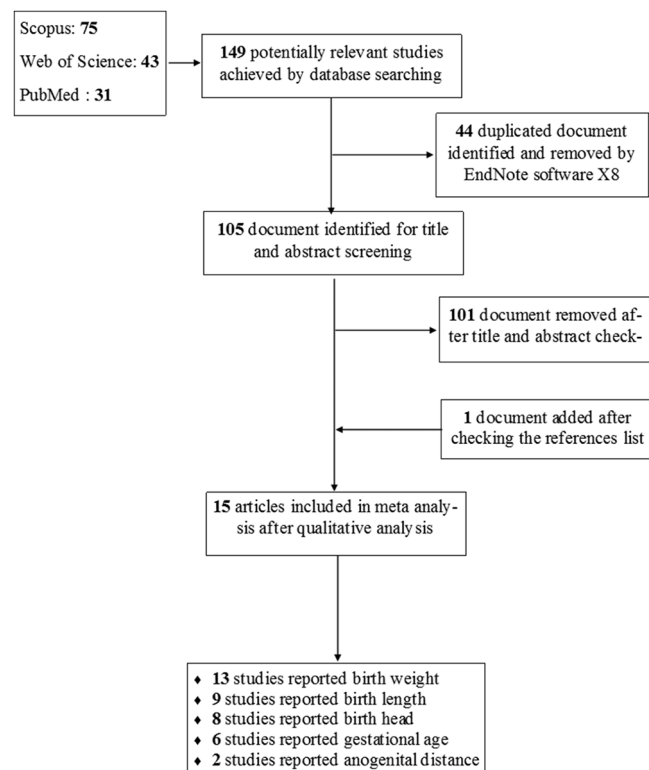 Scopus: 75
Web of Science: 43
PubMed : 31
149 potentially relevant studies
achieved by database searching
44 duplicated document
identified and removed by
EndNote software X8
105 document identified for title
and abstract screening
101 document removed af-
ter title and abstract check-
1 document added after
checking the references list
15 articles included in meta analy-
sis after qualitative analysis
♦ 13 studies reported birth weight
♦ 9 studies reported birth length
♦ 8 studies reported birth head
♦ 6 studies reported gestational age
♦ 2 studies reported anogenital distance